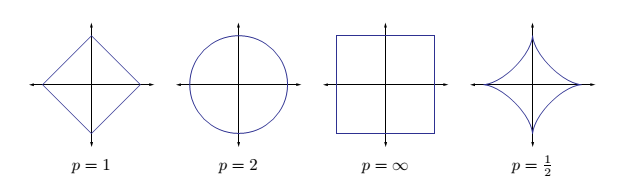 p = 1 p = 2 p = ∞ p = 1/2